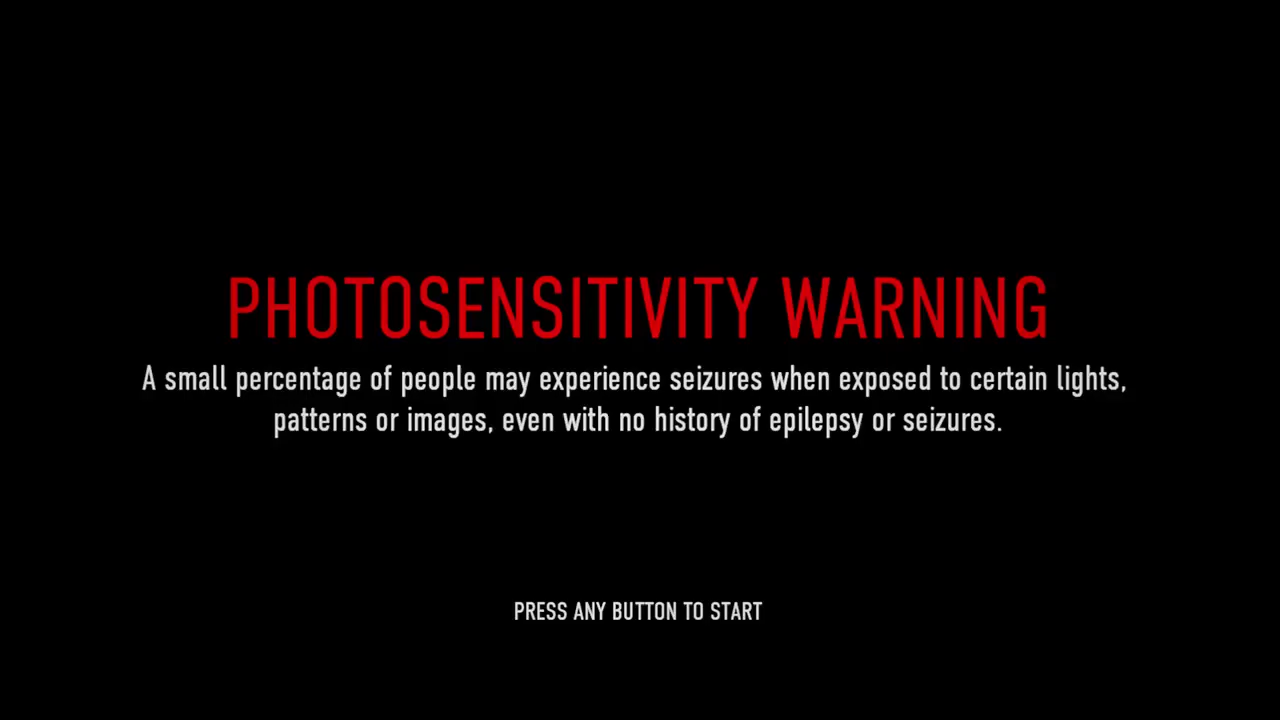 PHOTOSENSITIVITY WARNING
A small percentage of people may experience seizures when exposed to certain lights,
patterns or images, even with no history of epilepsy or seizures.
PRESS ANY BUTTON TO START